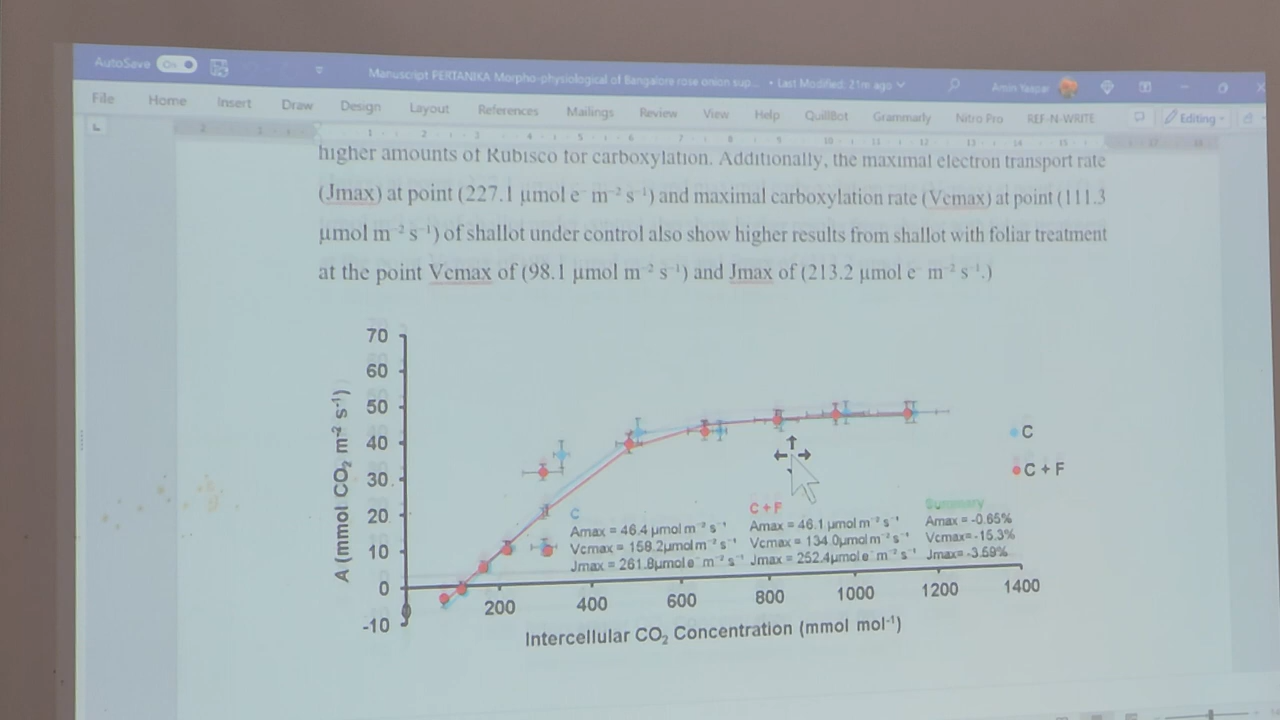 AutoSave On
Manuscript PERTANIKA Morpho-physiological of Bangalore rose onion sup... • Last Modified: 21m ago
File Home Insert Draw Design Layout References Mailings Review View Help QuillBot Grammarly Nitro Pro REF-N-WRITE Editing
higher amounts of Rubisco for carboxylation. Additionally, the maximal electron transport rate
(Jmax) at point (227.1 µmol e⁻ m⁻² s⁻¹) and maximal carboxylation rate (Vcmax) at point (111.3
µmol m⁻² s⁻¹) of shallot under control also show higher results from shallot with foliar treatment
at the point Vcmax of (98.1 µmol m⁻² s⁻¹) and Jmax of (213.2 µmol e⁻ m⁻² s⁻¹.)
70
60
50
40
30
20
10
0
-10
A (mmol CO₂ m⁻² s⁻¹)
C
C + F
C
Amax = 46.4 µmol m⁻² s⁻¹
Vcmax = 158.2µmol m⁻² s⁻¹
Jmax = 261.8µmol e⁻ m⁻² s⁻¹
C + F
Amax = 46.1 µmol m⁻² s⁻¹
Vcmax = 134.0µmol m⁻² s⁻¹
Jmax = 252.4µmol e⁻ m⁻² s⁻¹
Summary
Amax = -0.65%
Vcmax= -15.3%
Jmax= -3.59%
0 200 400 600 800 1000 1200 1400
Intercellular CO₂ Concentration (mmol mol⁻¹)